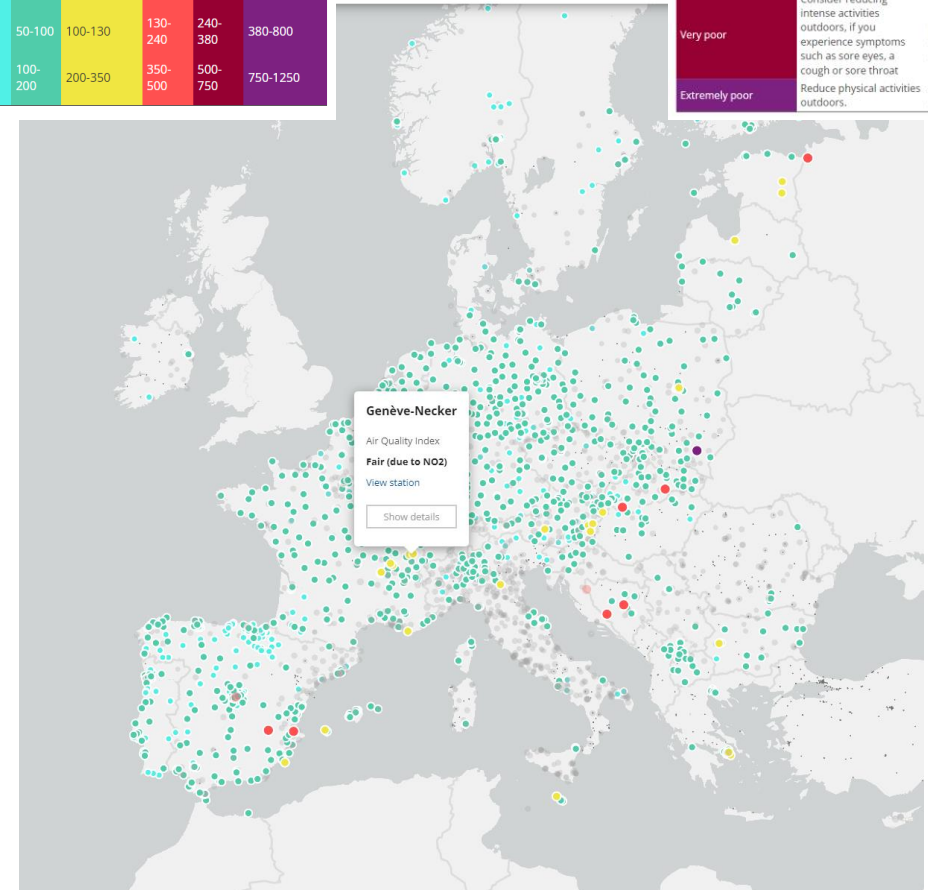 50-100 100-130 130-240 240-380 380-800
100-200 200-350 350-500 500-750 750-1250
Consider reducing
intense activities
outdoors, if you
Very poor
experience symptoms
such as sore eyes, a
cough or sore throat
Extremely poor
Reduce physical activities
outdoors.
Genève-Necker
Air Quality Index
Fair (due to NO2)
View station
Show details